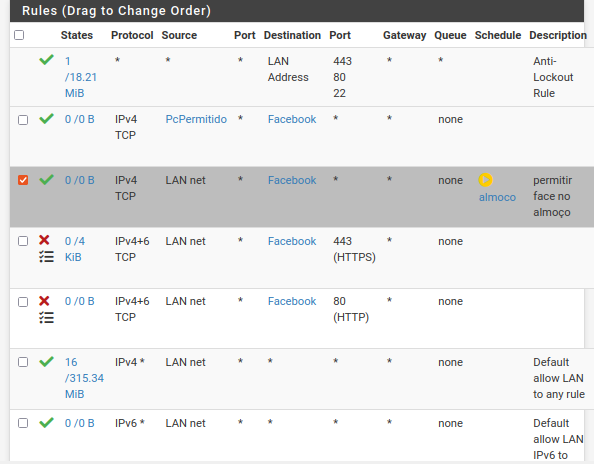 Rules (Drag to Change Order)
States Protocol Source Port Destination Port Gateway Queue Schedule Description
1 * * * LAN 443 * * Anti-
/18.21 Address 80 Lockout
MiB 22 Rule
0 /0 B IPv4 PcPermitido * Facebook * * none
TCP
0 /0 B IPv4 LAN net * Facebook * * none permitir
TCP almoco face no
almoço
0 /4 IPv4+6 LAN net * Facebook 443 * none
KiB TCP (HTTPS)
0 /0 B IPv4+6 LAN net * Facebook 80 * none
TCP (HTTP)
16 IPv4 * LAN net * * * * none Default
/315.34 allow LAN
MiB to any rule
0 /0 B IPv6 * LAN net * * * * none Default
allow LAN
IPv6 to